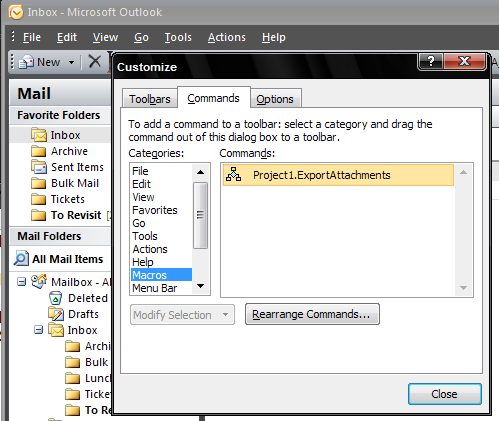 Inbox - Microsoft Outlook
File Edit View Go Tools Actions Help
New
Mail
Favorite Folders
Inbox
Archive
Sent Items
Bulk Mail
Tickets
To Revisit
Mail Folders
All Mail Items
Mailbox - A
Deleted
Drafts
Inbox
Archi
Bulk
Lunc
Ticke
To Re
Customize
Toolbars Commands Options
To add a command to a toolbar: select a category and drag the
command out of this dialog box to a toolbar.
Categories: Commands:
File
Edit
View
Favorites
Go
Tools
Actions
Help
Macros
Menu Bar
Project1.ExportAttachments
Modify Selection Rearrange Commands...
Close